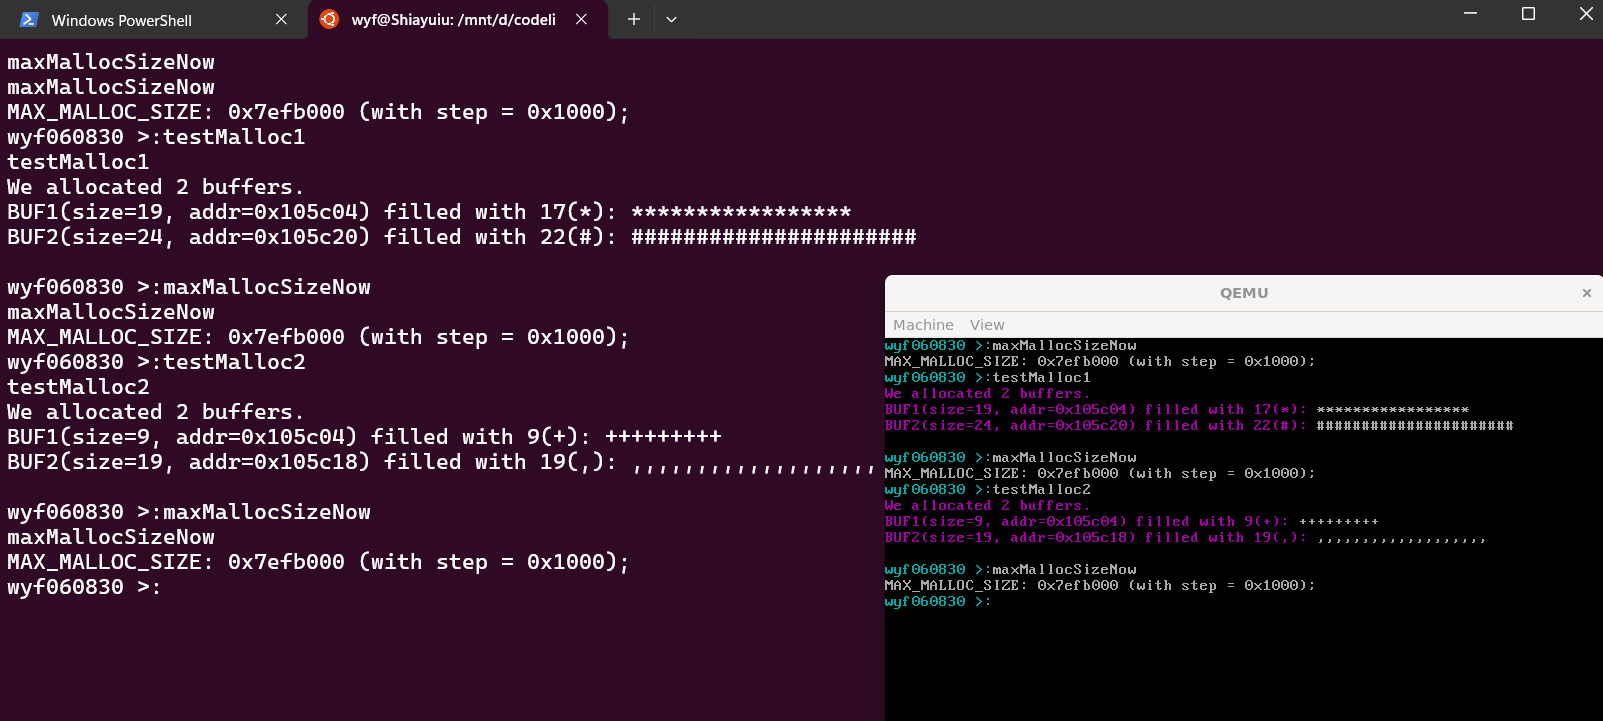 Windows PowerShell
wyf@Shiayuiu: /mnt/d/codeli
maxMallocSizeNow
maxMallocSizeNow
MAX_MALLOC_SIZE: 0x7efb000 (with step = 0x1000);
wyf060830 >:testMalloc1
testMalloc1
We allocated 2 buffers.
BUF1(size=19, addr=0x105c04) filled with 17(*): *****************
BUF2(size=24, addr=0x105c20) filled with 22(#): ######################
wyf060830 >:maxMallocSizeNow
maxMallocSizeNow
MAX_MALLOC_SIZE: 0x7efb000 (with step = 0x1000);
wyf060830 >:testMalloc2
testMalloc2
We allocated 2 buffers.
BUF1(size=9, addr=0x105c04) filled with 9(+): +++++++++
BUF2(size=19, addr=0x105c18) filled with 19(,): ,,,,,,,,,,,,,,,,,,,
wyf060830 >:maxMallocSizeNow
maxMallocSizeNow
MAX_MALLOC_SIZE: 0x7efb000 (with step = 0x1000);
wyf060830 >:
QEMU
Machine View
wyf060830 >:maxMallocSizeNow
MAX_MALLOC_SIZE: 0x7efb000 (with step = 0x1000);
wyf060830 >:testMalloc1
We allocated 2 buffers.
BUF1(size=19, addr=0x105c04) filled with 17(*): *****************
BUF2(size=24, addr=0x105c20) filled with 22(#): ######################
wyf060830 >:maxMallocSizeNow
MAX_MALLOC_SIZE: 0x7efb000 (with step = 0x1000);
wyf060830 >:testMalloc2
We allocated 2 buffers.
BUF1(size=9, addr=0x105c04) filled with 9(+): +++++++++
BUF2(size=19, addr=0x105c18) filled with 19(,): ,,,,,,,,,,,,,,,,,,,
wyf060830 >:maxMallocSizeNow
MAX_MALLOC_SIZE: 0x7efb000 (with step = 0x1000);
wyf060830 >: